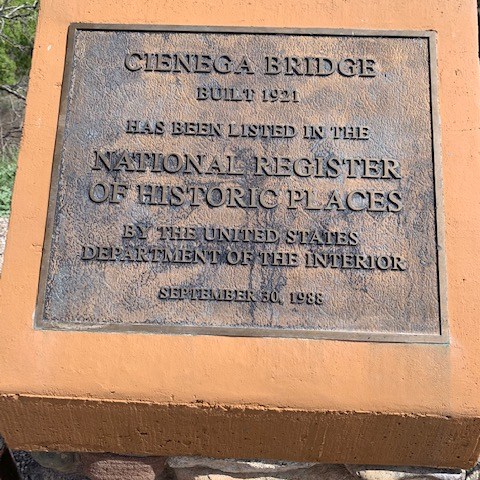 CIENEGA BRIDGE
BUILT 1921
HAS BEEN LISTED IN THE
NATIONAL REGISTER
OF HISTORIC PLACES
BY THE UNITED STATES
DEPARTMENT OF THE INTERIOR
SEPTEMBER 30, 1988